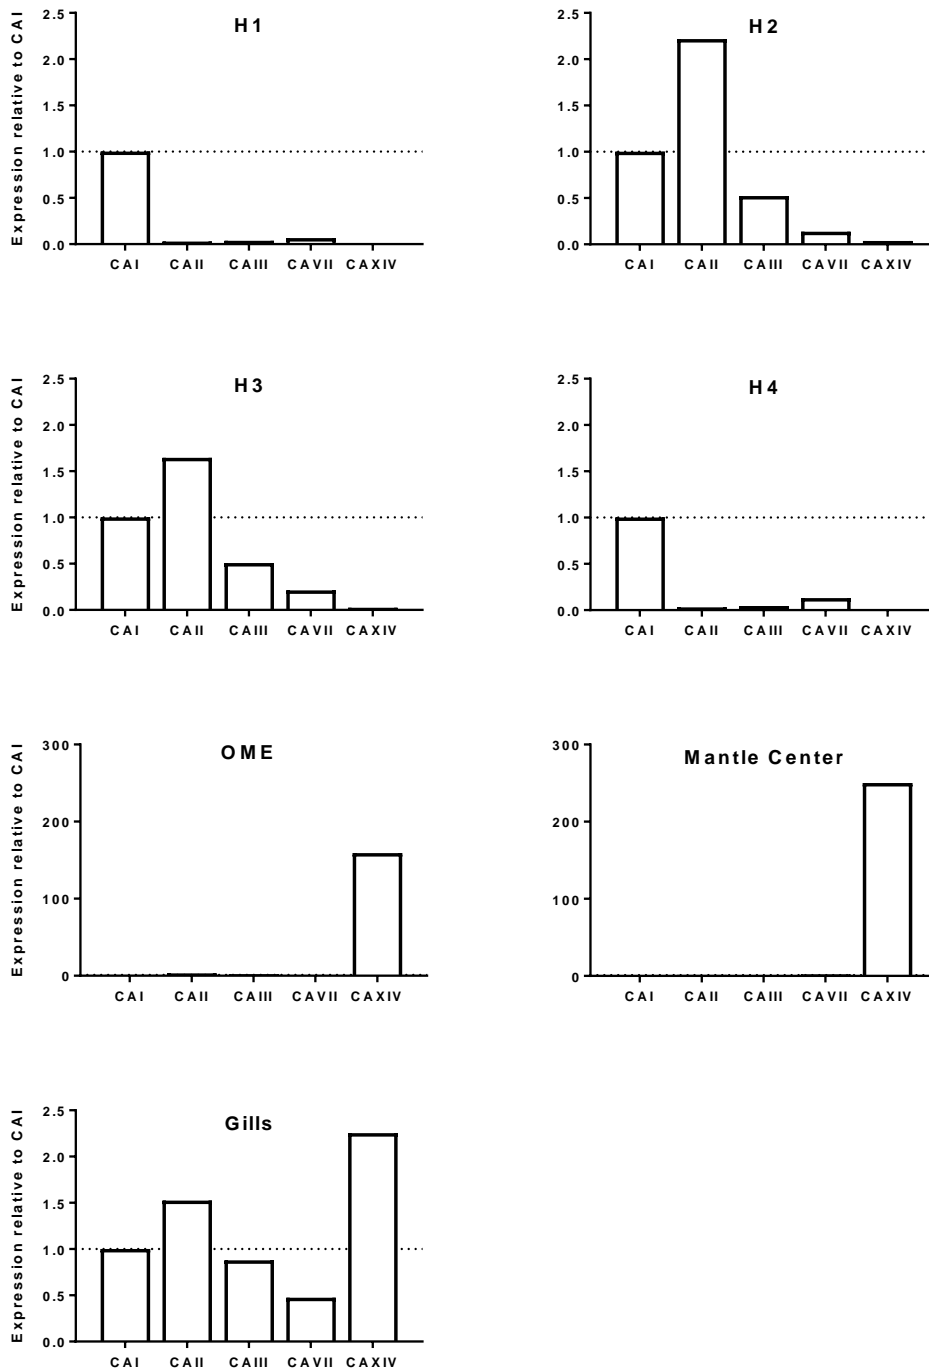 H1
Expression relative to CAI
2.5
2.0
1.5
1.0
0.5
0.0
CAI CAII CAIII CAVII CAXIV
H2
2.5
2.0
1.5
1.0
0.5
0.0
CAI CAII CAIII CAVII CAXIV
H3
Expression relative to CAI
2.5
2.0
1.5
1.0
0.5
0.0
CAI CAII CAIII CAVII CAXIV
H4
2.5
2.0
1.5
1.0
0.5
0.0
CAI CAII CAIII CAVII CAXIV
OME
Expression relative to CAI
300
200
100
0
CAI CAII CAIII CAVII CAXIV
Mantle Center
300
200
100
0
CAI CAII CAIII CAVII CAXIV
Gills
Expression relative to CAI
2.5
2.0
1.5
1.0
0.5
0.0
CAI CAII CAIII CAVII CAXIV